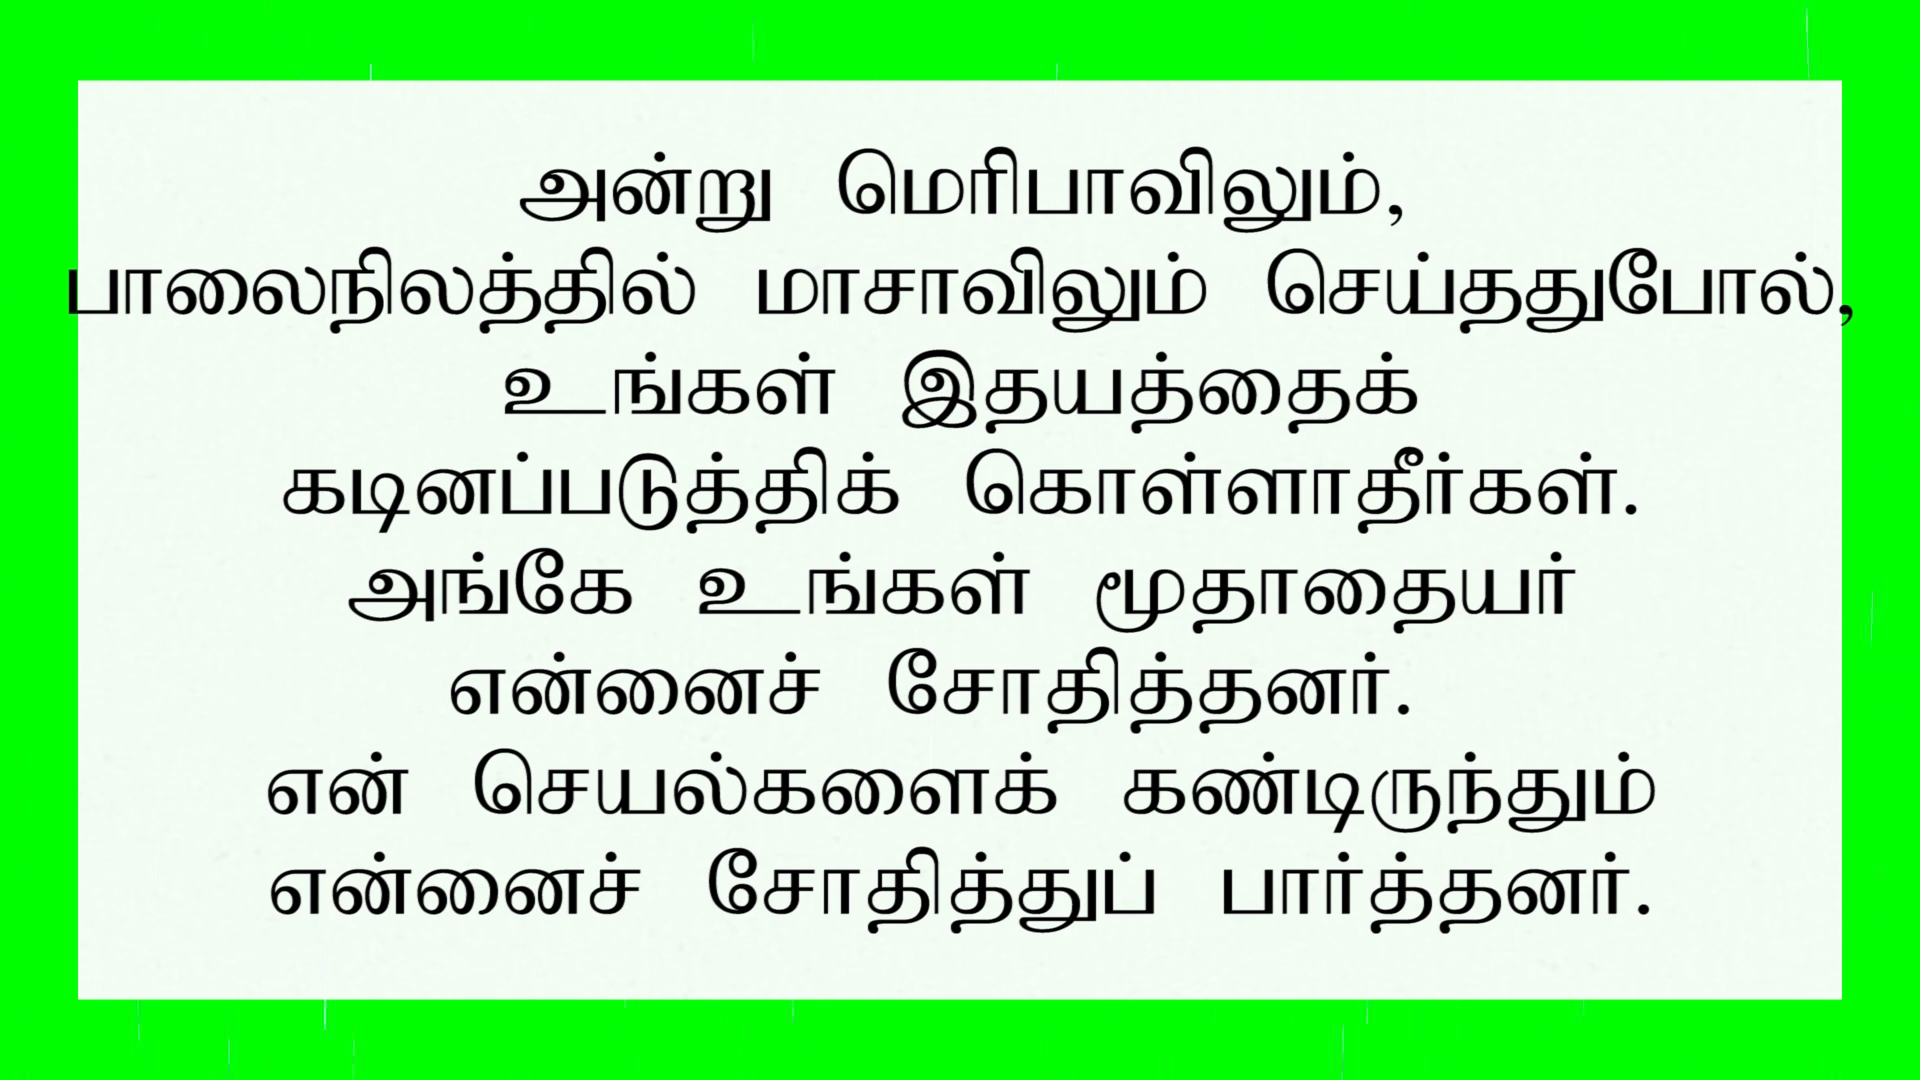 அன்று மெரிபாவிலும்,
பாலைநிலத்தில் மாசாவிலும் செய்ததுபோல்,
உங்கள் இதயத்தைக்
கடினப்படுத்திக் கொள்ளாதீர்கள்.
அங்கே உங்கள் மூதாதையர்
என்னைச் சோதித்தனர்.
என் செயல்களைக் கண்டிருந்தும்
என்னைச் சோதித்துப் பார்த்தனர்.